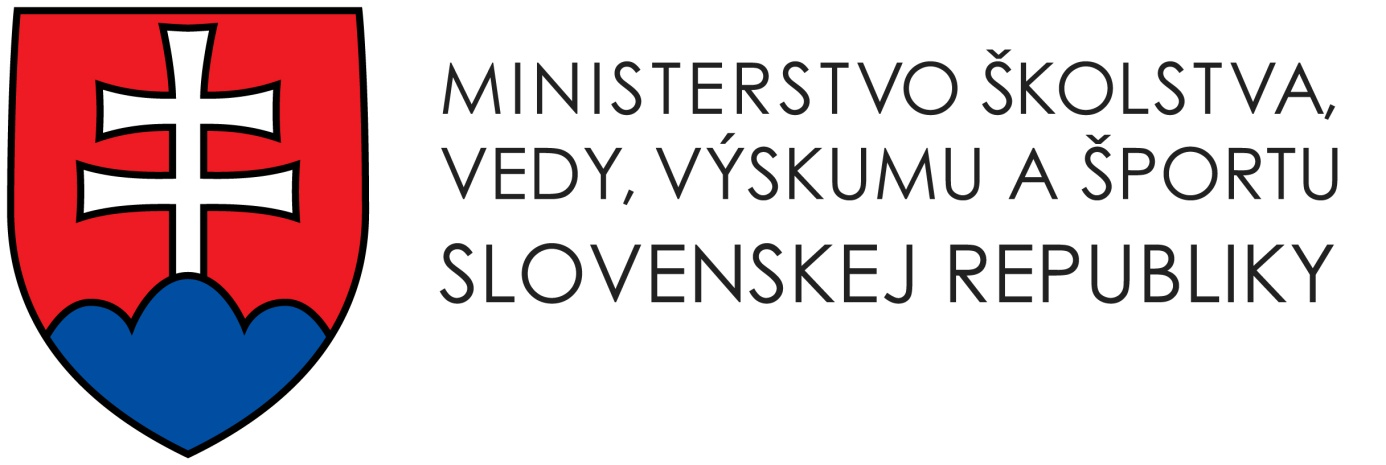 MINISTERSTVO ŠKOLSTVA,
VEDY, VÝSKUMU A ŠPORTU
SLOVENSKEJ REPUBLIKY